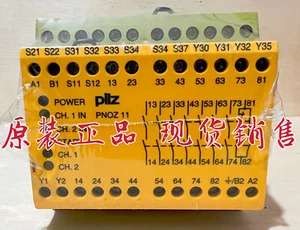 S21 S22 S31 S32 S33 S34 S34 S37 Y30 Y31 Y32 Y35
A1 B1 S11 S12 13 23 33 43 53 63 73 81
POWER pilz
CH. 1 IN PNOZ 11
CH. 2
13 23 33 43 53 63 73 81
原装正品 现货销售
CH. 1
CH. 2
14 24 34 44 54 64 74 82
Y1 Y2 14 24 34 44 54 64 74 82 ⏚/B2 A2